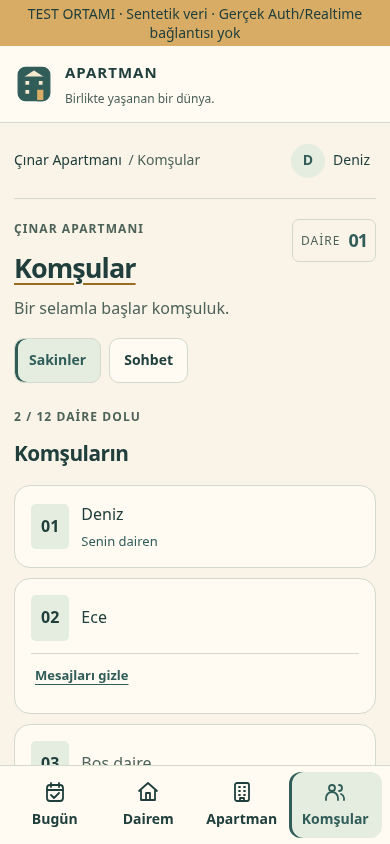 TEST ORTAMI · Sentetik veri · Gerçek Auth/Realtime
bağlantısı yok
APARTMAN
Birlikte yaşanan bir dünya.
Çınar Apartmanı / Komşular
D Deniz
ÇINAR APARTMANI
DAİRE 01
Komşular
Bir selamla başlar komşuluk.
Sakinler Sohbet
2 / 12 DAİRE DOLU
Komşuların
01 Deniz
Senin dairen
02 Ece
Mesajları gizle
03 Boş daire
Bugün Dairem Apartman Komşular